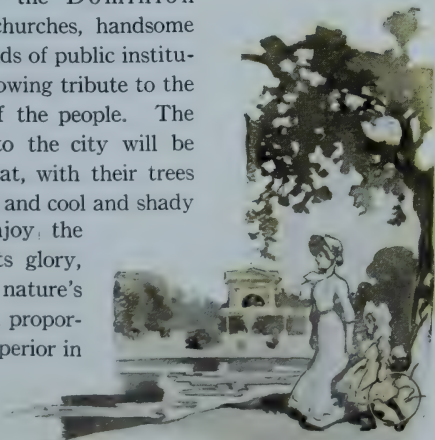 the DOMINION
churches, handsome
ds of public institu-
owing tribute to the
f the people. The
to the city will be
at, with their trees
and cool and shady
njoy the
ts glory,
nature's
propor-
perior in